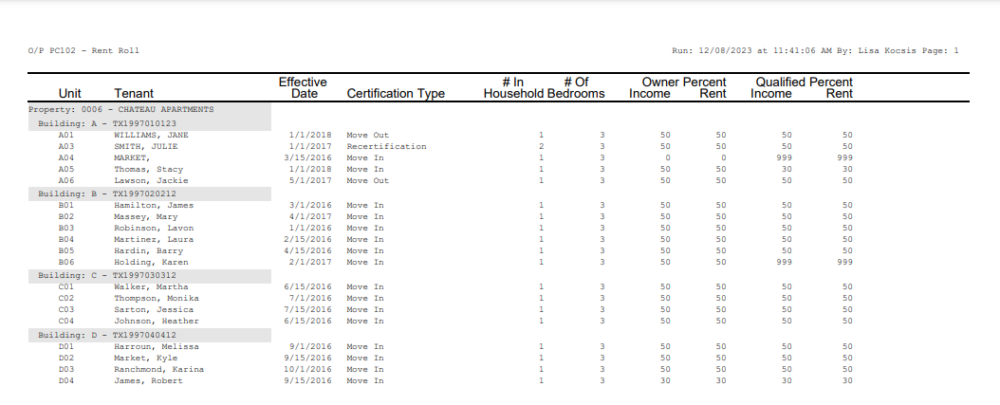 O/P PC102 - Rent Roll Run: 12/08/2023 at 11:41:06 AM By: Lisa Kocsis Page: 1
Effective # In # Of Owner Percent Qualified Percent
Unit Tenant Date Certification Type Household Bedrooms Income Rent Income Rent
Property: 0006 - CHATEAU APARTMENTS
Building: A - TX1997010123
A01 WILLIAMS, JANE 1/1/2018 Move Out 1 3 50 50 50 50
A03 SMITH, JULIE 1/1/2017 Recertification 2 3 50 50 50 50
A04 MARKET, 3/15/2016 Move In 1 3 0 0 999 999
A05 Thomas, Stacy 1/1/2018 Move In 1 3 50 50 30 30
A06 Lawson, Jackie 5/1/2017 Move Out 1 3 50 50 50 50
Building: B - TX1997020212
B01 Hamilton, James 3/1/2016 Move In 1 3 50 50 50 50
B02 Massey, Mary 4/1/2017 Move In 1 3 50 50 50 50
B03 Robinson, Lavon 1/1/2016 Move In 1 3 50 50 50 50
B04 Martinez, Laura 2/15/2016 Move In 1 3 50 50 50 50
B05 Hardin, Barry 4/15/2016 Move In 1 3 50 50 50 50
B06 Holding, Karen 2/1/2017 Move In 1 3 50 50 999 999
Building: C - TX1997030312
C01 Walker, Martha 6/15/2016 Move In 1 3 50 50 50 50
C02 Thompson, Monika 7/1/2016 Move In 1 3 50 50 50 50
C03 Sarton, Jessica 7/15/2016 Move In 1 3 50 50 50 50
C04 Johnson, Heather 6/15/2016 Move In 1 3 50 50 50 50
Building: D - TX1997040412
D01 Harroun, Melissa 9/1/2016 Move In 1 3 50 50 50 50
D02 Market, Kyle 9/15/2016 Move In 1 3 50 50 50 50
D03 Ranchmond, Karina 10/1/2016 Move In 1 3 50 50 50 50
D04 James, Robert 9/15/2016 Move In 1 3 30 30 30 30